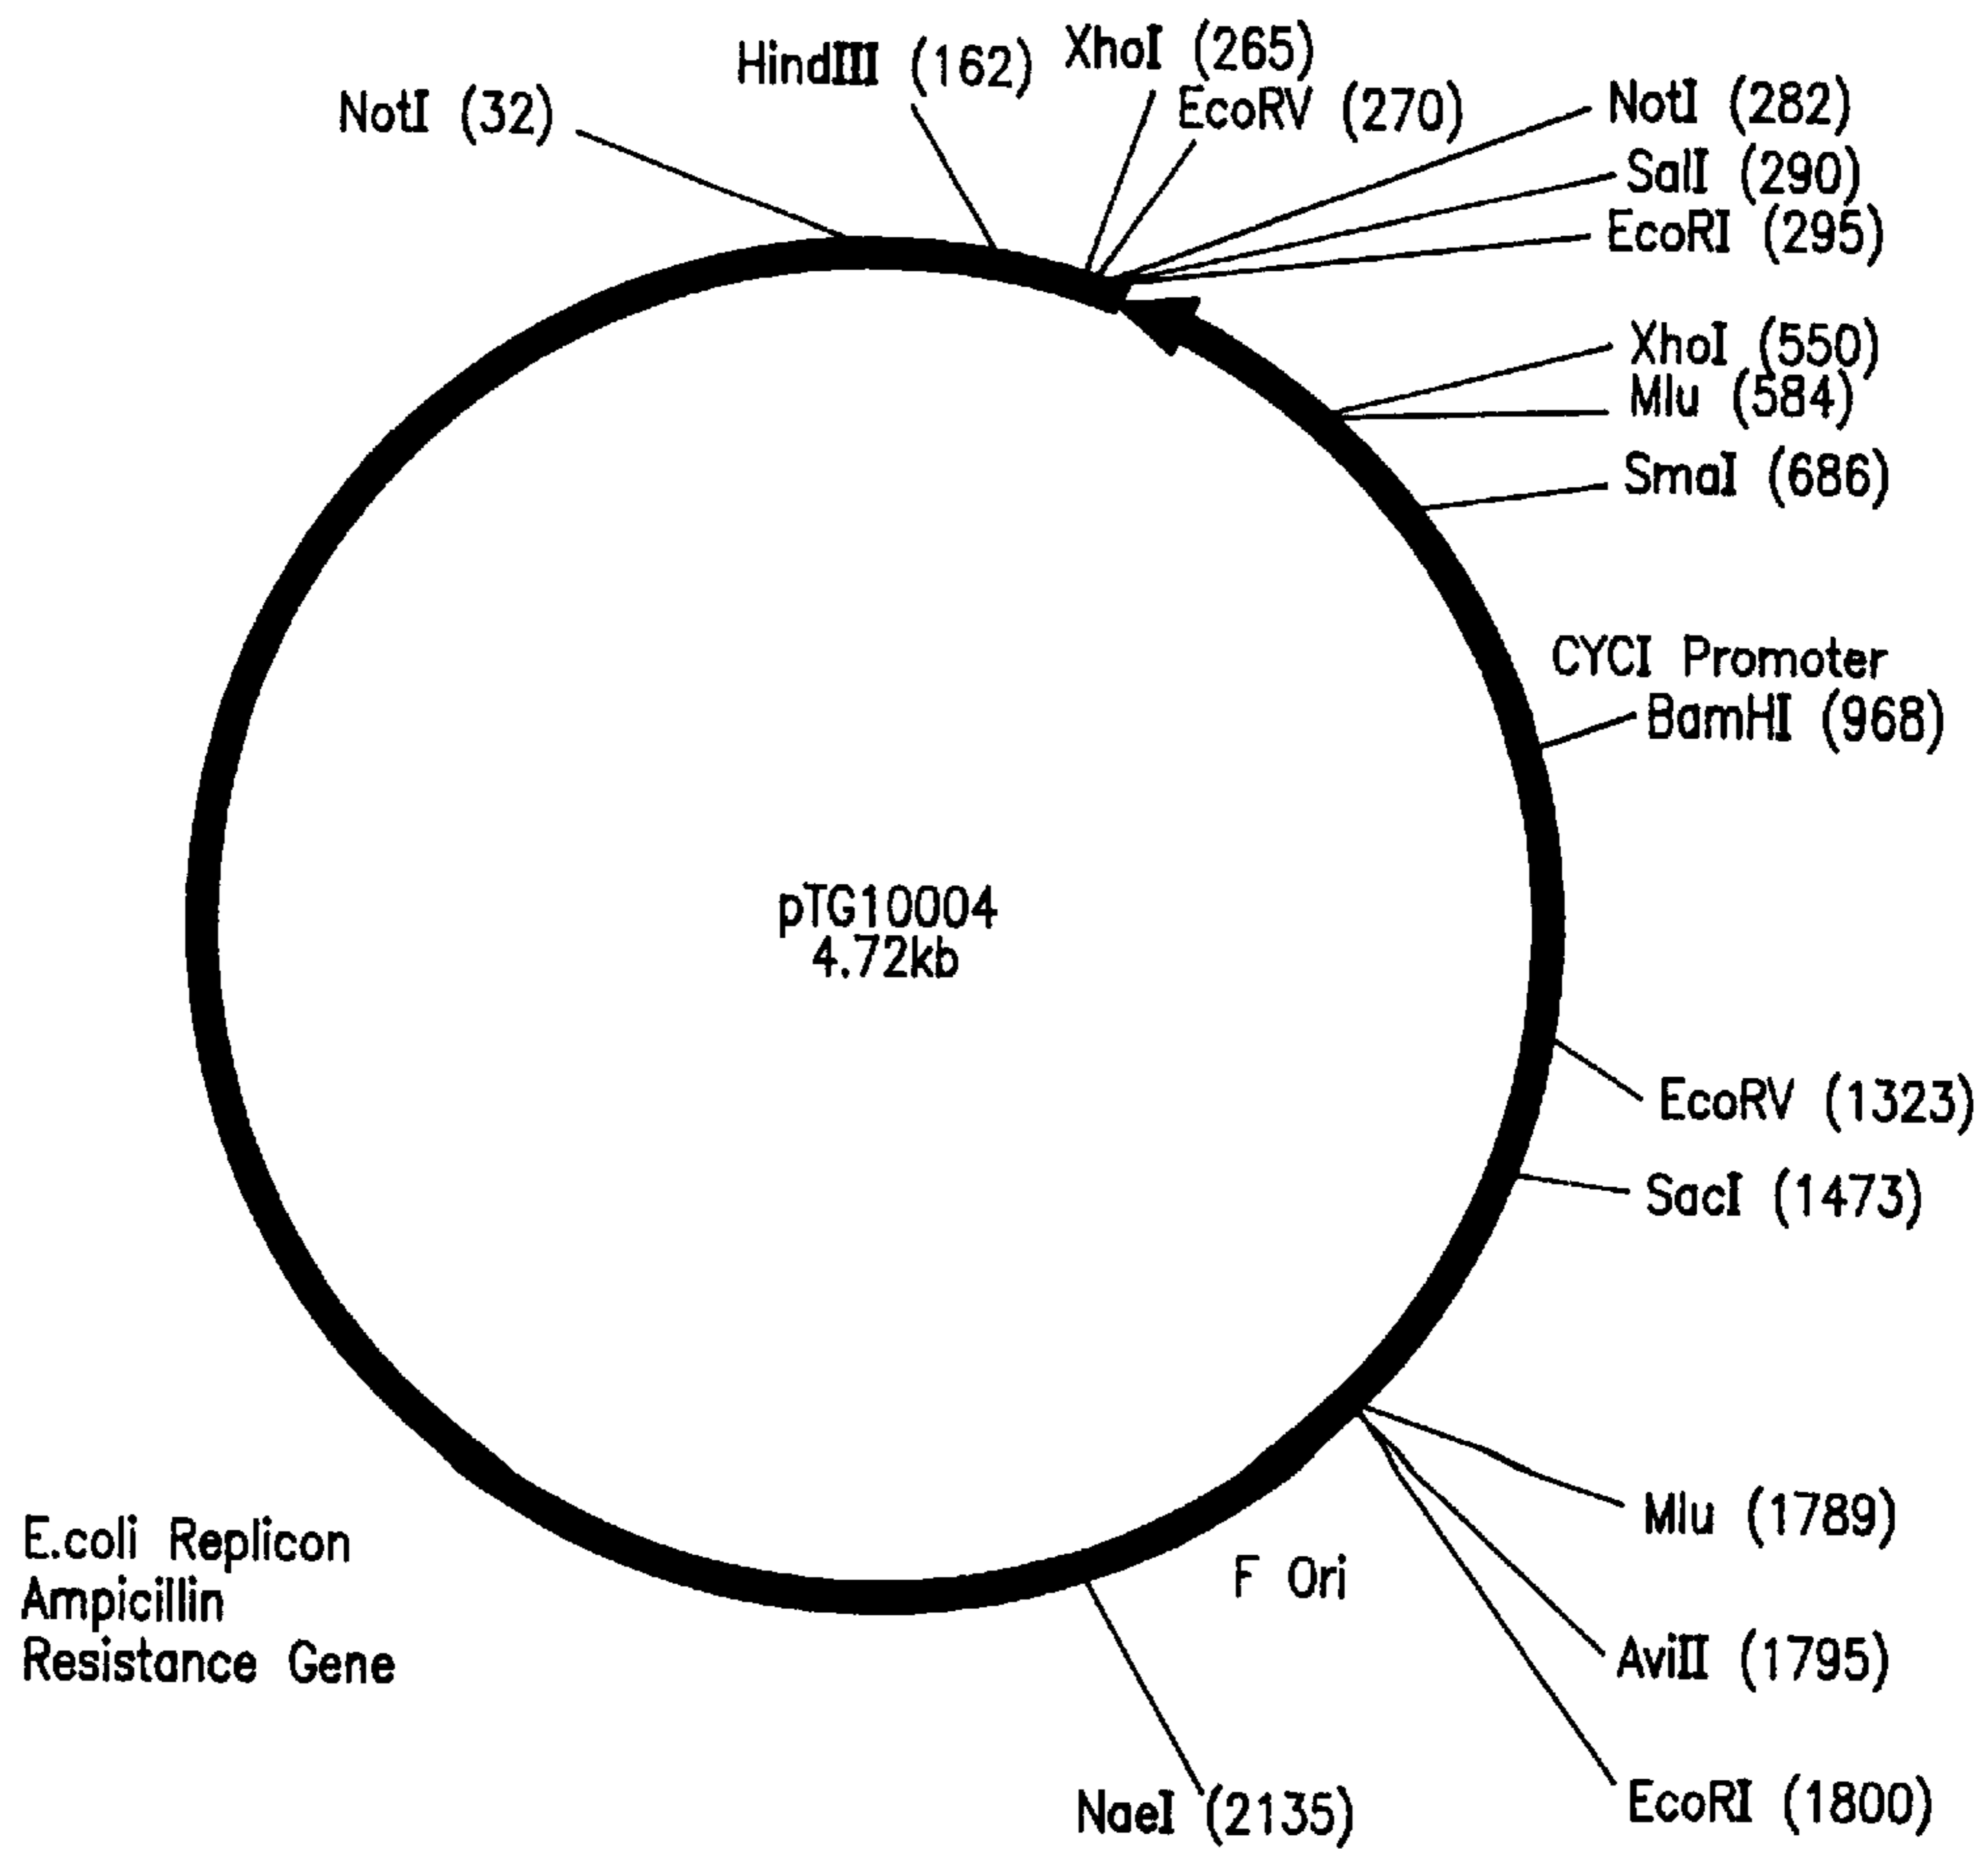 HindIII (162)
XhoI (265)
NotI (32)
EcoRV (270)
NotI (282)
SalI (290)
EcoRI (295)
XhoI (550)
Mlu (584)
SmaI (686)
CYCI Promoter
BamHI (968)
pTG10004
4.72kb
EcoRV (1323)
SacI (1473)
Mlu (1789)
E.coli Replicon
Ampicillin
Resistance Gene
F Ori
AviII (1795)
EcoRI (1800)
NaeI (2135)